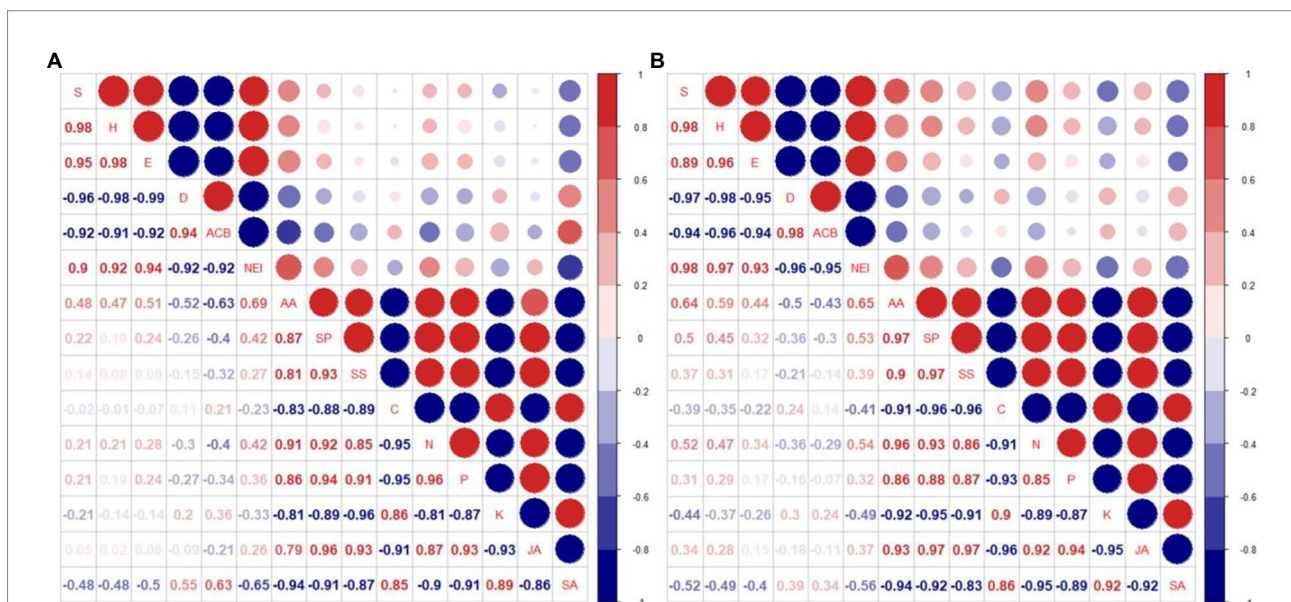 A
B
S 1
0.98 H 0.8
0.95 0.98 E 0.6
-0.96 -0.98 -0.99 D 0.4
-0.92 -0.91 -0.92 0.94 ACB 0.2
0.9 0.92 0.94 -0.92 -0.92 NEI
0.48 0.47 0.51 -0.52 -0.63 0.69 AA
0.22 0.19 0.24 -0.26 -0.4 0.42 0.87 SP 0
0.14 0.08 0.09 -0.15 -0.32 0.27 0.81 0.93 SS -0.2
-0.02 -0.01 -0.07 0.11 0.21 -0.23 -0.83 -0.88 -0.89 C
0.21 0.21 0.28 -0.3 -0.4 0.42 0.91 0.92 0.85 -0.95 N -0.4
0.21 0.19 0.24 -0.27 -0.34 0.36 0.86 0.94 0.91 -0.95 0.96 P
-0.21 -0.14 -0.14 0.2 0.36 -0.33 -0.81 -0.89 -0.96 0.86 -0.81 -0.87 K -0.6
0.05 0.02 0.06 -0.09 -0.21 0.26 0.79 0.96 0.93 -0.91 0.87 0.93 -0.93 JA -0.8
-0.48 -0.48 -0.5 0.55 0.63 -0.65 -0.94 -0.91 -0.87 0.85 -0.9 -0.91 0.89 -0.86 SA -1
S 1
0.98 H 0.8
0.89 0.96 E 0.6
-0.97 -0.98 -0.95 D 0.4
-0.94 -0.96 -0.94 0.98 ACB 0.2
0.98 0.97 0.93 -0.96 -0.95 NEI
0.64 0.59 0.44 -0.5 -0.43 0.65 AA
0.5 0.45 0.32 -0.36 -0.3 0.53 0.97 SP 0
0.37 0.31 0.17 -0.21 -0.14 0.39 0.9 0.97 SS -0.2
-0.39 -0.35 -0.22 0.24 0.14 -0.41 -0.91 -0.96 -0.96 C
0.52 0.47 0.34 -0.36 -0.29 0.54 0.96 0.93 0.86 -0.91 N -0.4
0.31 0.29 0.17 -0.16 -0.07 0.32 0.86 0.88 0.87 -0.93 0.85 P
-0.44 -0.37 -0.26 0.3 0.24 -0.49 -0.92 -0.95 -0.91 0.9 -0.89 -0.87 K -0.6
0.34 0.28 0.15 -0.18 -0.11 0.37 0.93 0.97 0.97 -0.96 0.92 0.94 -0.95 JA -0.8
-0.52 -0.49 -0.4 0.39 0.34 -0.56 -0.94 -0.92 -0.83 0.86 -0.95 -0.89 0.92 -0.92 SA -1